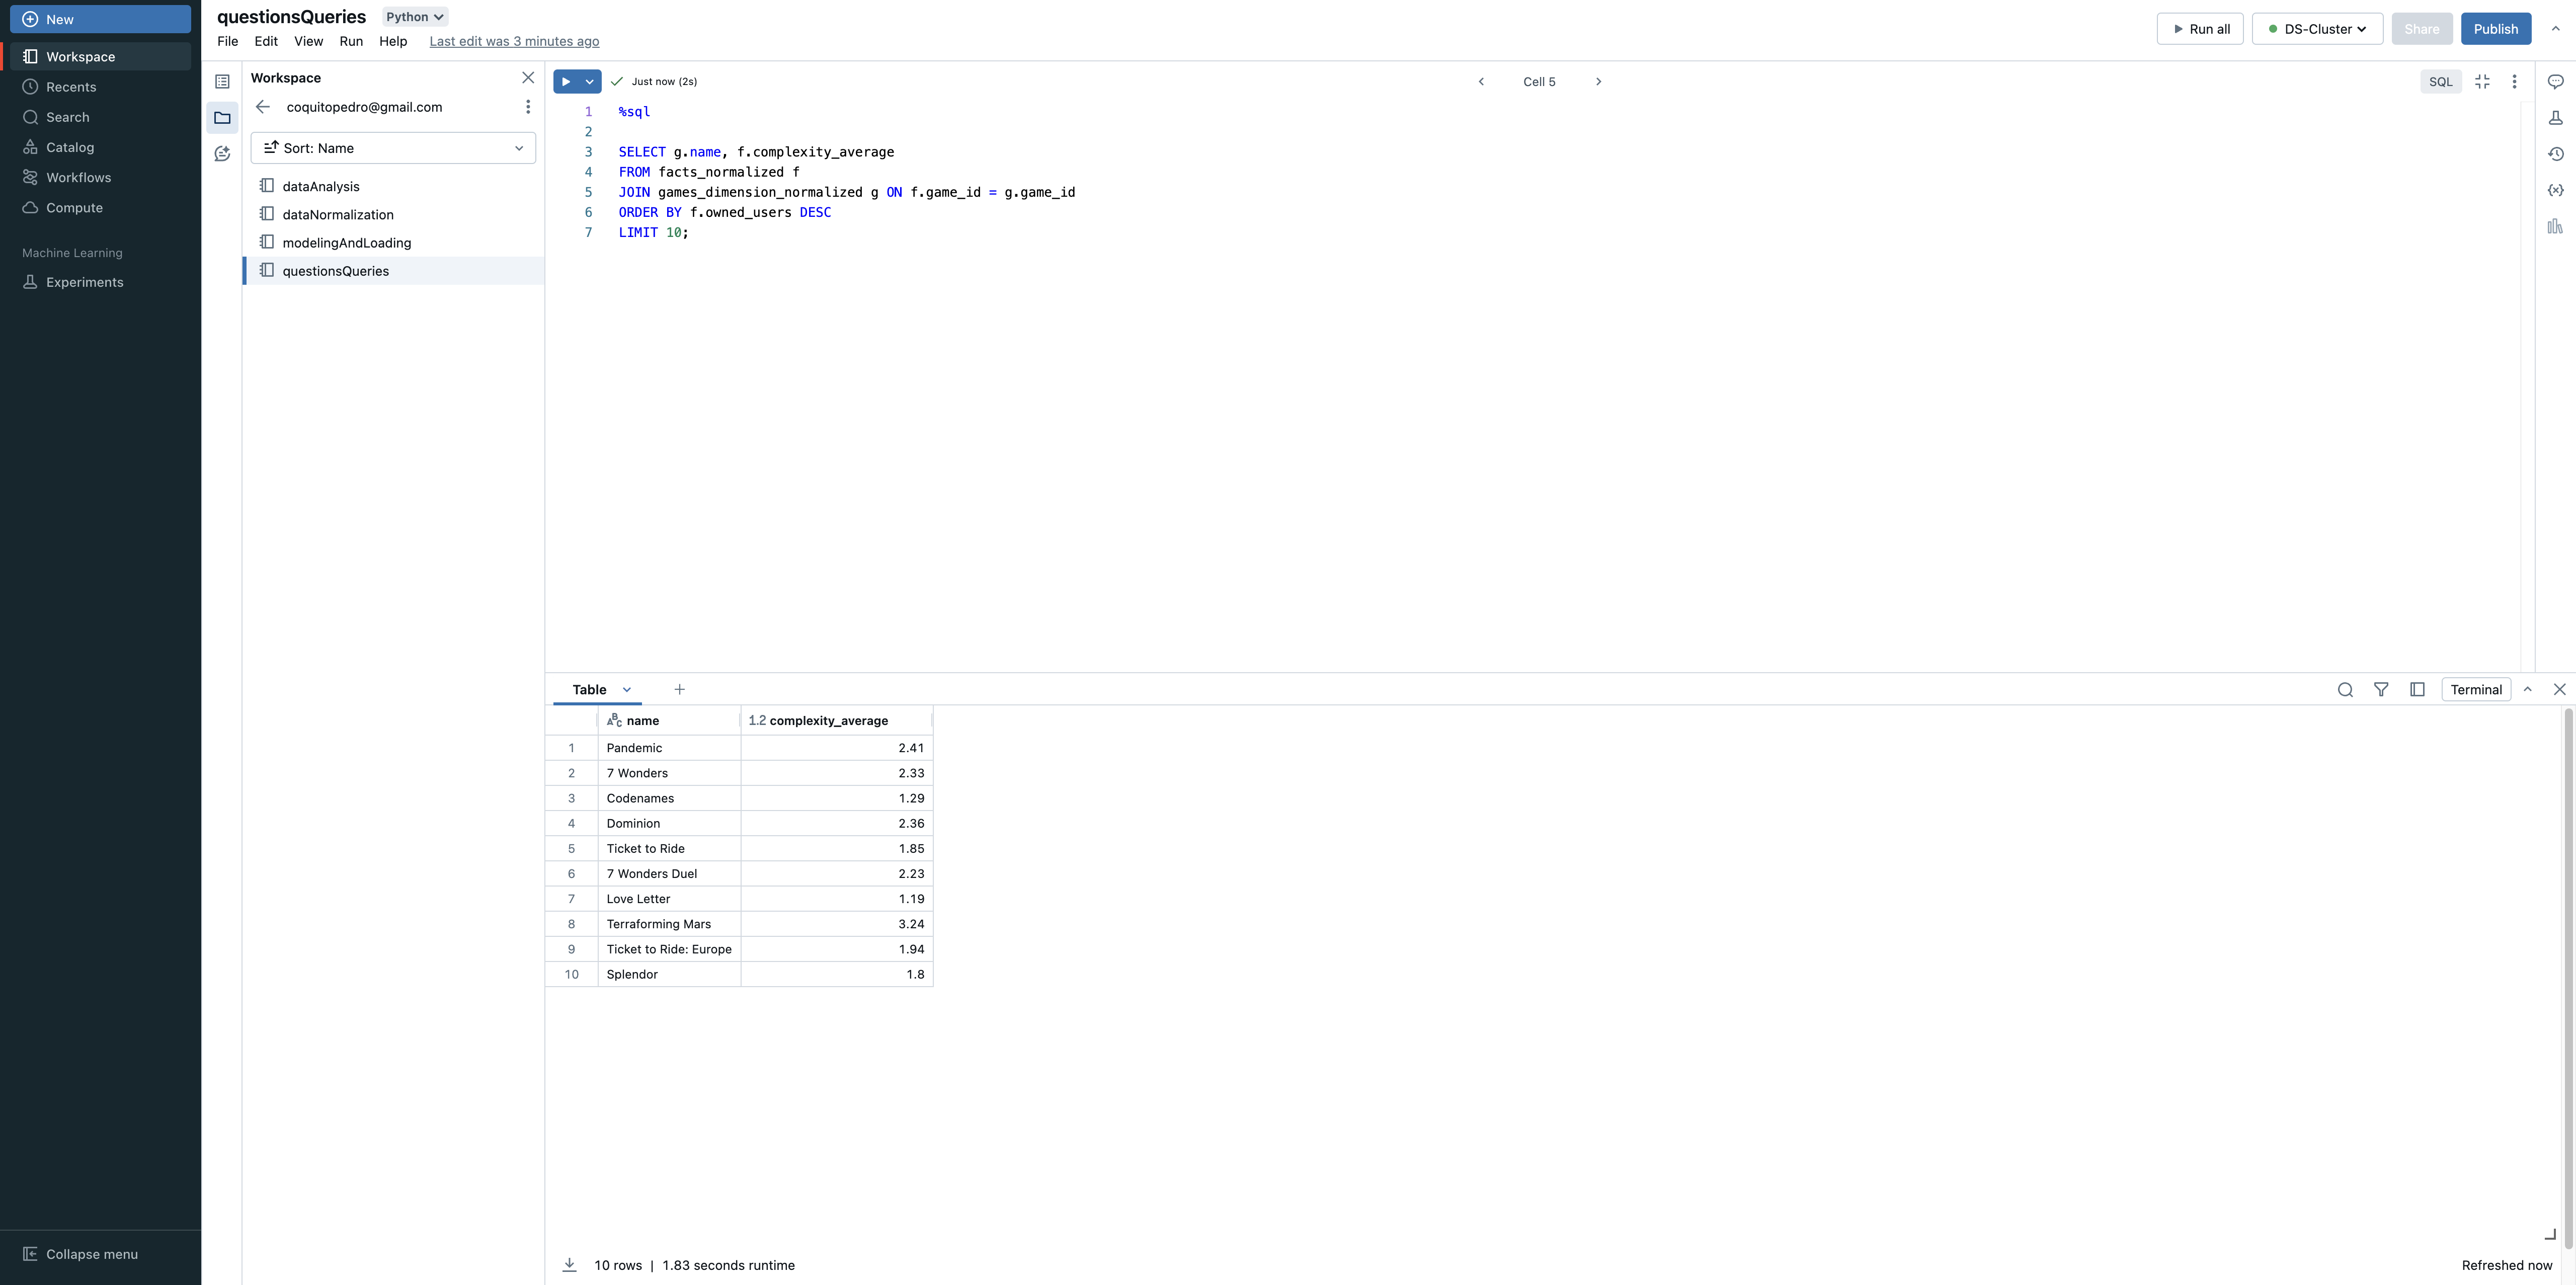 New
Workspace
Recents
Search
Catalog
Workflows
Compute
Machine Learning
Experiments
Collapse menu
questionsQueries Python
File Edit View Run Help Last edit was 3 minutes ago
Run all DS-Cluster Share Publish
Workspace
coquitopedro@gmail.com
Sort: Name
dataAnalysis
dataNormalization
modelingAndLoading
questionsQueries
Just now (2s) Cell 5 SQL
1 %sql
2
3 SELECT g.name, f.complexity_average
4 FROM facts_normalized f
5 JOIN games_dimension_normalized g ON f.game_id = g.game_id
6 ORDER BY f.owned_users DESC
7 LIMIT 10;
Table + Terminal
ABC name 1.2 complexity_average
1 Pandemic 2.41
2 7 Wonders 2.33
3 Codenames 1.29
4 Dominion 2.36
5 Ticket to Ride 1.85
6 7 Wonders Duel 2.23
7 Love Letter 1.19
8 Terraforming Mars 3.24
9 Ticket to Ride: Europe 1.94
10 Splendor 1.8
10 rows | 1.83 seconds runtime Refreshed now